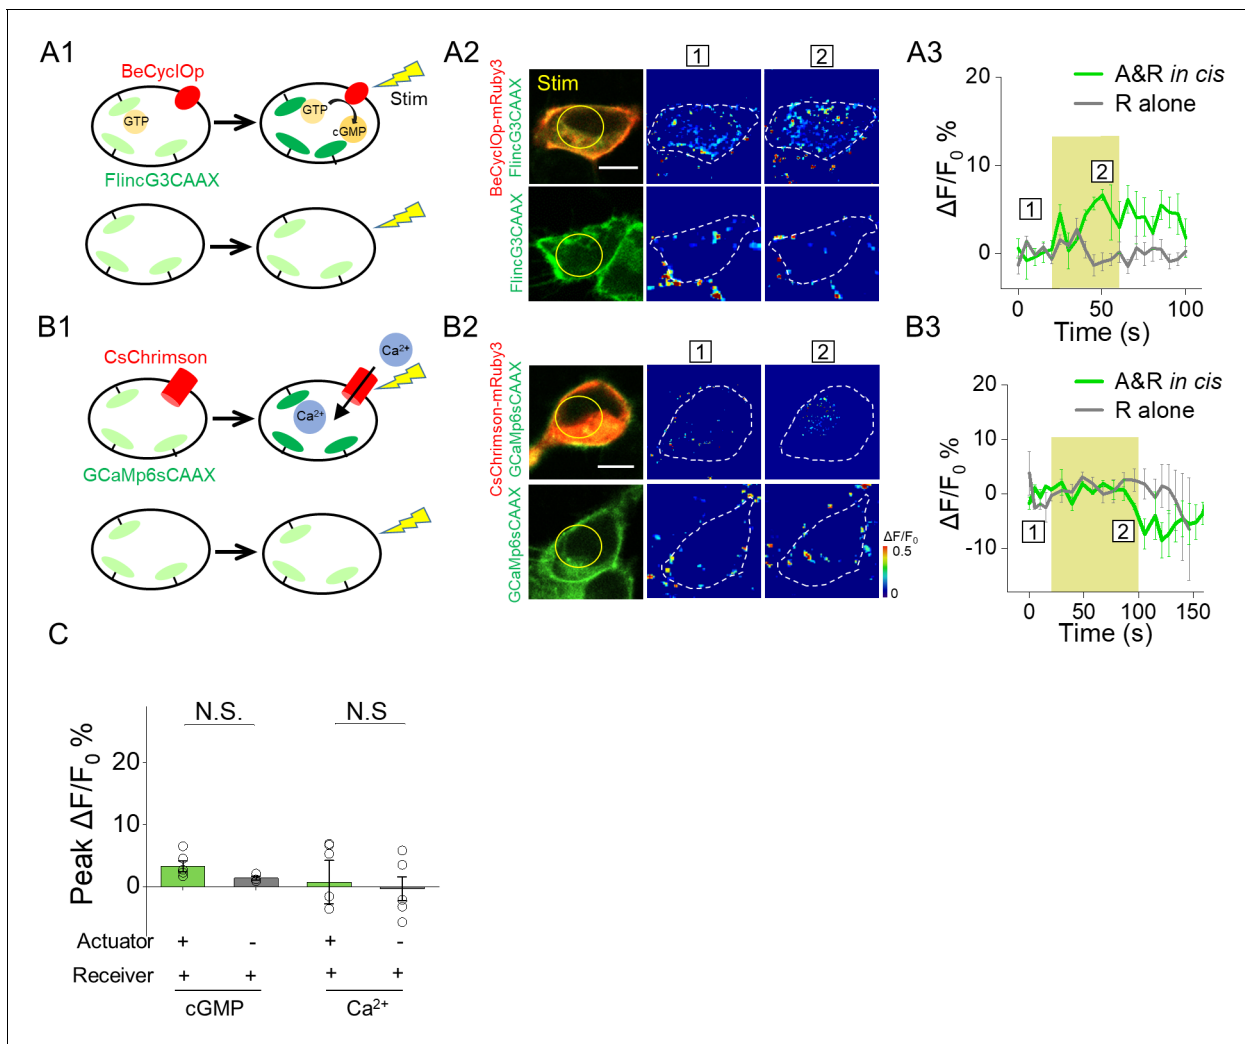 A1
BeCyclOp
Stim
GTP
GTP
cGMP
FlincG3CAAX
A2
1
2
BeCyclOp-mRuby3
FlincG3CAAX
Stim
FlincG3CAAX
A3
A&R in cis
R alone
20
10
0
ΔF/F0 %
1
2
0
50
100
Time (s)
B1
CsChrimson
Ca2+
Ca2+
GCaMp6sCAAX
B2
1
2
CsChrimson-mRuby3
GCaMp6sCAAX
GCaMp6sCAAX
ΔF/F0
0.5
0
B3
A&R in cis
R alone
20
10
0
-10
ΔF/F0 %
1
2
0
50
100
150
Time (s)
C
N.S.
N.S
Peak ΔF/F0 %
20
10
0
Actuator + - + -
Receiver + + + +
cGMP
Ca2+